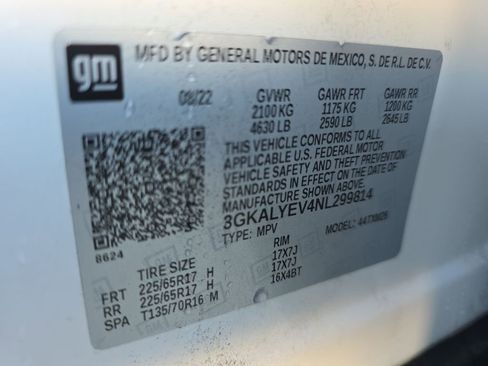 gm
MFD BY GENERAL MOTORS DE MEXICO, S. DE R.L. DE C.V.
08/22 GVWR GAWR FRT GAWR RR
2100 KG 1175 KG 1200 KG
4630 LB 2590 LB 2645 LB
THIS VEHICLE CONFORMS TO ALL
APPLICABLE U.S. FEDERAL MOTOR
VEHICLE SAFETY AND THEFT PREVENTION
STANDARDS IN EFFECT ON THE DATE OF
MANUFACTURE SHOWN ABOVE.
3GKALYEV4NL299814
TYPE: MPV MODEL:
8624
TIRE SIZE RIM
FRT 225/65R17 H 17X7J
RR 225/65R17 H 17X7J
SPA T135/70R16 M 16X4BT